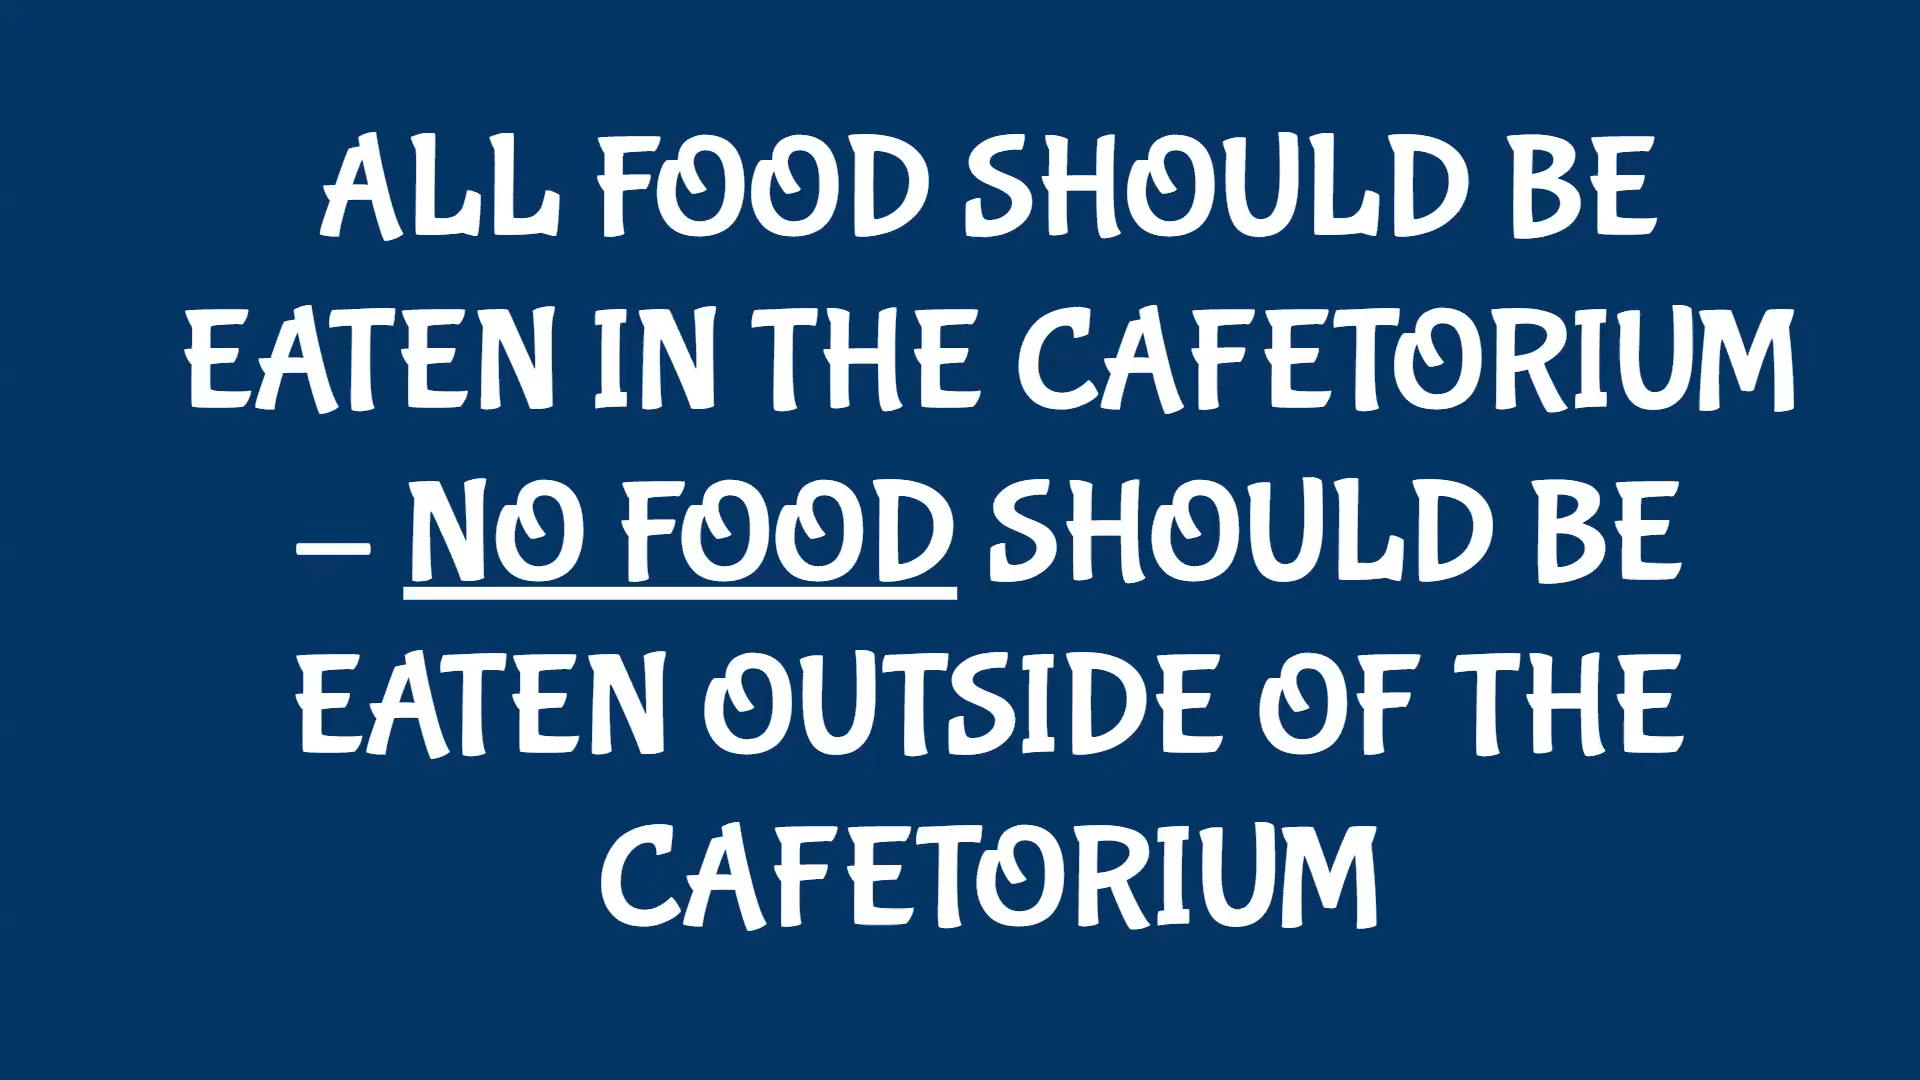 ALL FOOD SHOULD BE
EATEN IN THE CAFETORIUM
– NO FOOD SHOULD BE
EATEN OUTSIDE OF THE
CAFETORIUM